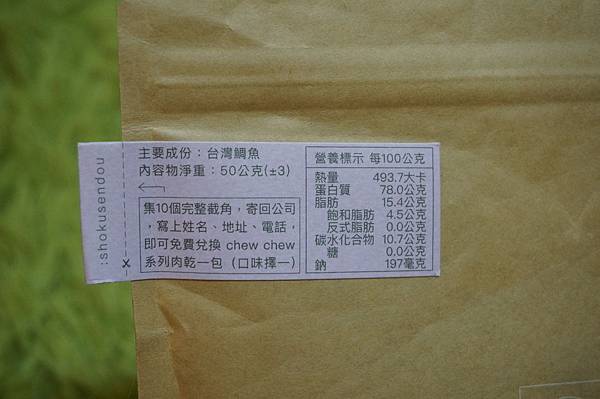 :shokusendou
主要成份：台灣鯛魚
內容物淨重：50公克(±3)
集10個完整截角，寄回公司
，寫上姓名、地址、電話，
即可免費兌換 chew chew
系列肉乾一包（口味擇一）
營養標示 每100公克
熱量 493.7大卡
蛋白質 78.0公克
脂肪 15.4公克
飽和脂肪 4.5公克
反式脂肪 0.0公克
碳水化合物 10.7公克
糖 0.0公克
鈉 197毫克